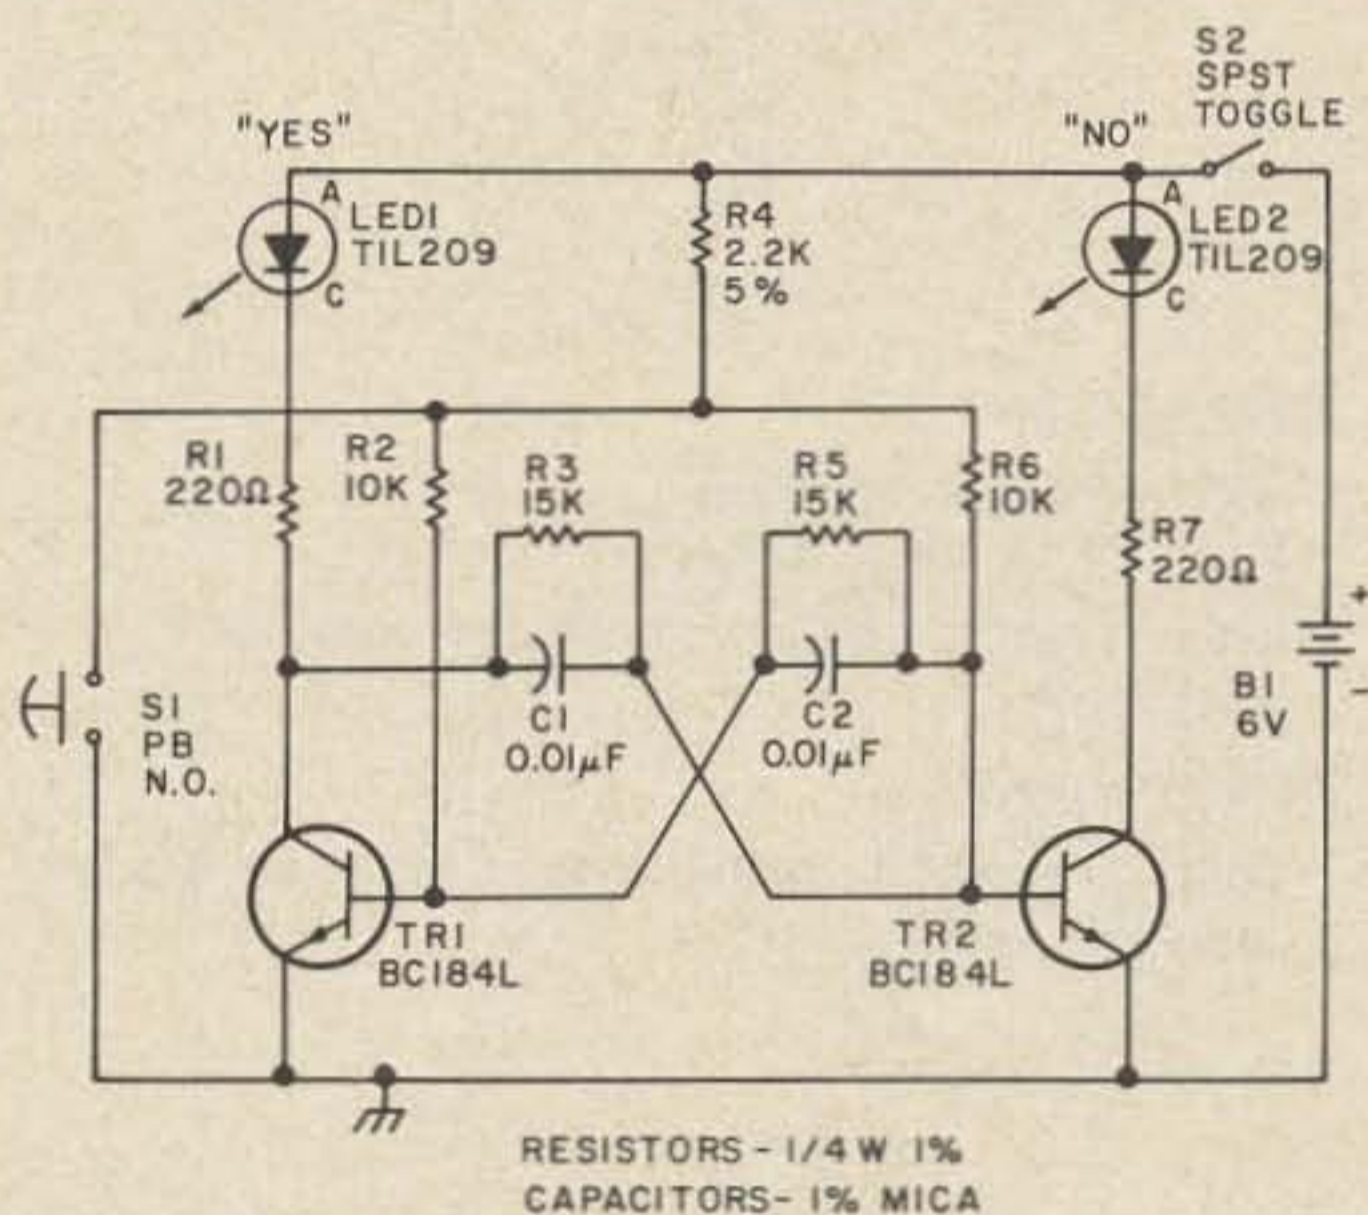 S2
SPST
TOGGLE
"YES"
"NO"
A
LED1
TIL209
C
R4
2.2K
5%
A
LED2
TIL209
C
R1
220Ω
R2
10K
R3
15K
R5
15K
R6
10K
R7
220Ω
S1
PB
N.O.
C1
0.01μF
C2
0.01μF
+
B1
6V
-
TR1
BC184L
TR2
BC184L
RESISTORS - 1/4 W 1%
CAPACITORS - 1% MICA